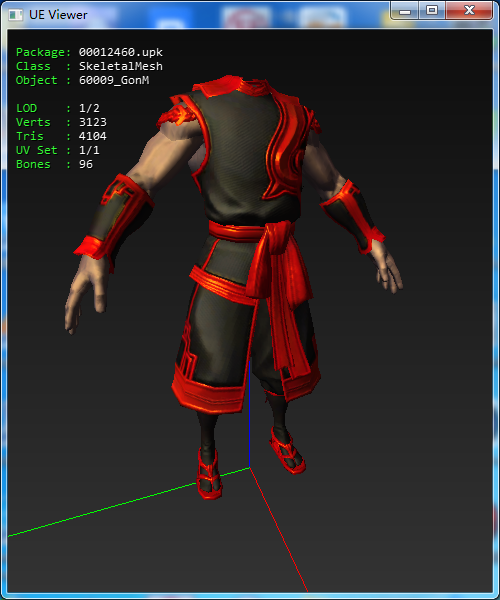 UE Viewer
Package: 00012460.upk
Class : SkeletalMesh
Object : 60009_GonM
LOD : 1/2
Verts : 3123
Tris : 4104
UV Set : 1/1
Bones : 96